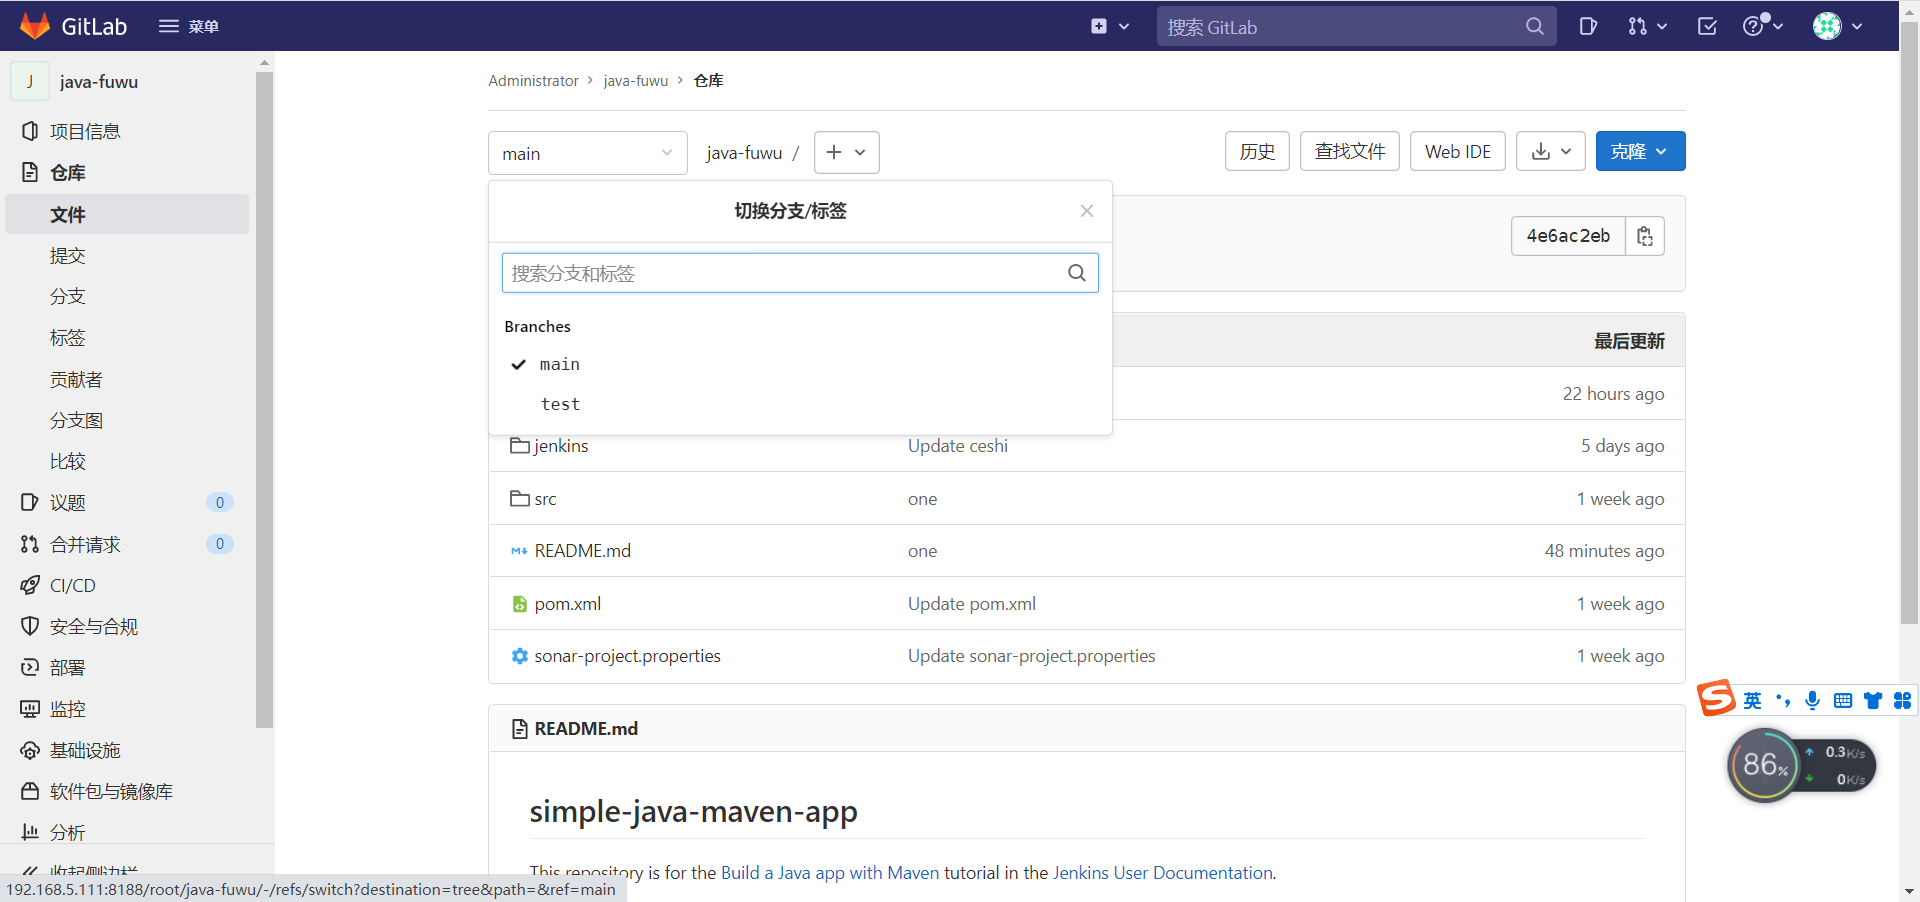 GitLab 菜单 搜索 GitLab
J java-fuwu
项目信息
仓库
文件
提交
分支
标签
贡献者
分支图
比较
议题 0
合并请求 0
CI/CD
安全与合规
部署
监控
基础设施
软件包与镜像库
分析
收起侧边栏
Administrator > java-fuwu > 仓库
main java-fuwu / + 历史 查找文件 Web IDE 克隆
切换分支/标签
搜索分支和标签
Branches
main
test
4e6ac2eb
最后更新
22 hours ago
jenkins Update ceshi 5 days ago
src one 1 week ago
README.md one 48 minutes ago
pom.xml Update pom.xml 1 week ago
sonar-project.properties Update sonar-project.properties 1 week ago
README.md
simple-java-maven-app
This repository is for the Build a Java app with Maven tutorial in the Jenkins User Documentation.
英
86%
0.3K/s
0K/s
192.168.5.111:8188/root/java-fuwu/-/refs/switch?destination=tree&path=&ref=main